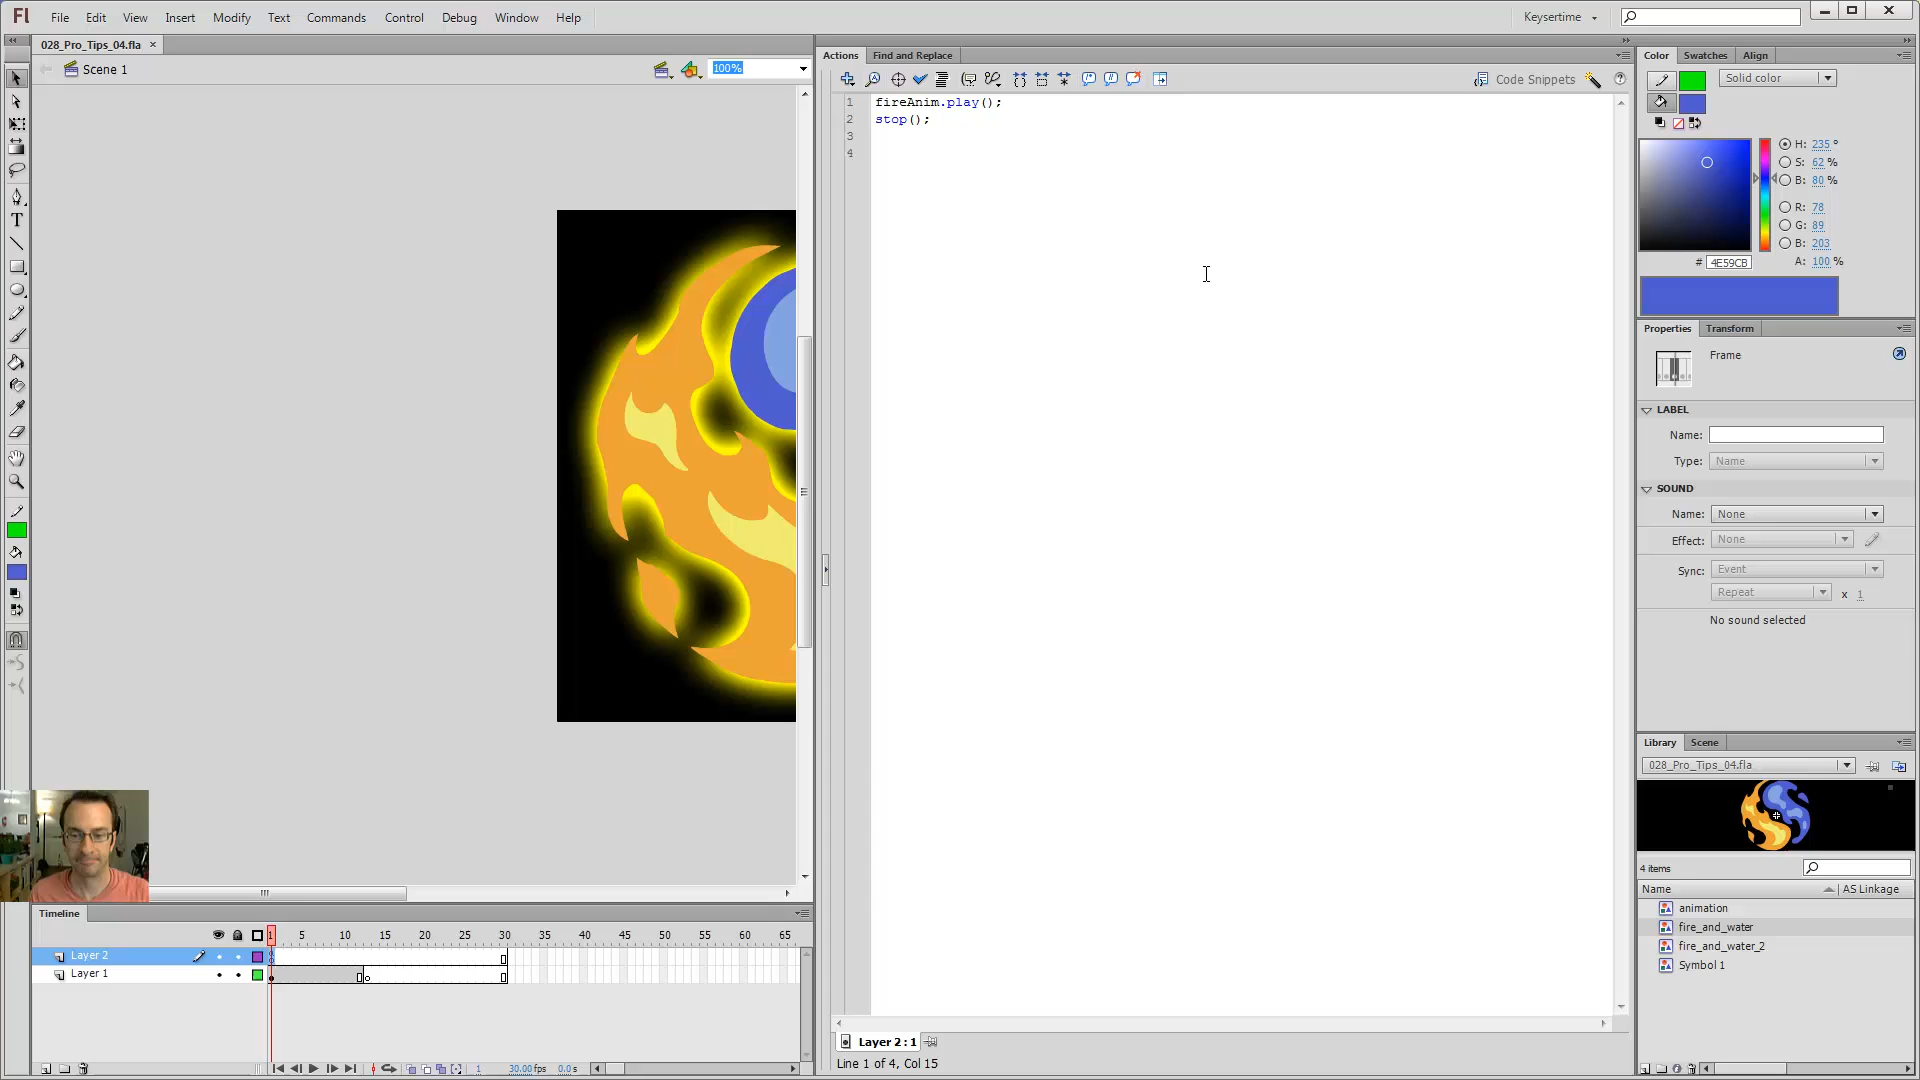 Fl File Edit View Insert Modify Text Commands Control Debug Window Help Keysertime
028_Pro_Tips_04.fla ×
Scene 1 100%
Actions Find and Replace
Code Snippets
1 fireAnim.play();
2 stop();
3
4
Layer 2 : 1
Line 1 of 4, Col 15
Color Swatches Align
Solid color
H: 235 °
S: 62 %
B: 80 %
R: 78
G: 89
B: 203
# 4E59CB A: 100 %
Properties Transform
Frame
LABEL
Name:
Type: Name
SOUND
Name: None
Effect: None
Sync: Event
Repeat x 1
No sound selected
Library Scene
028_Pro_Tips_04.fla
4 items
Name AS Linkage
animation
fire_and_water
fire_and_water_2
Symbol 1
Timeline
1 5 10 15 20 25 30 35 40 45 50 55 60 65
Layer 2
Layer 1
1 30.00 fps 0.0 s